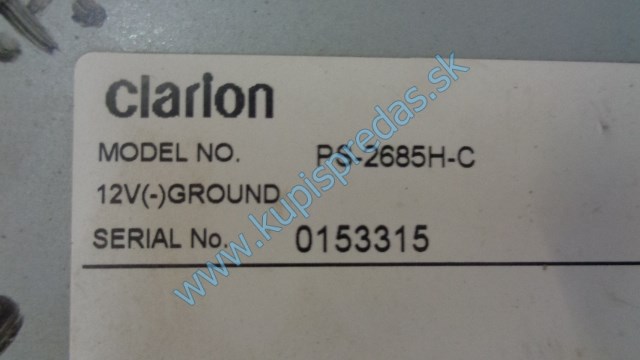 clarion
MODEL NO. PS-2685H-C
12V(-)GROUND
SERIAL No. 0153315
www.kupispredas.sk